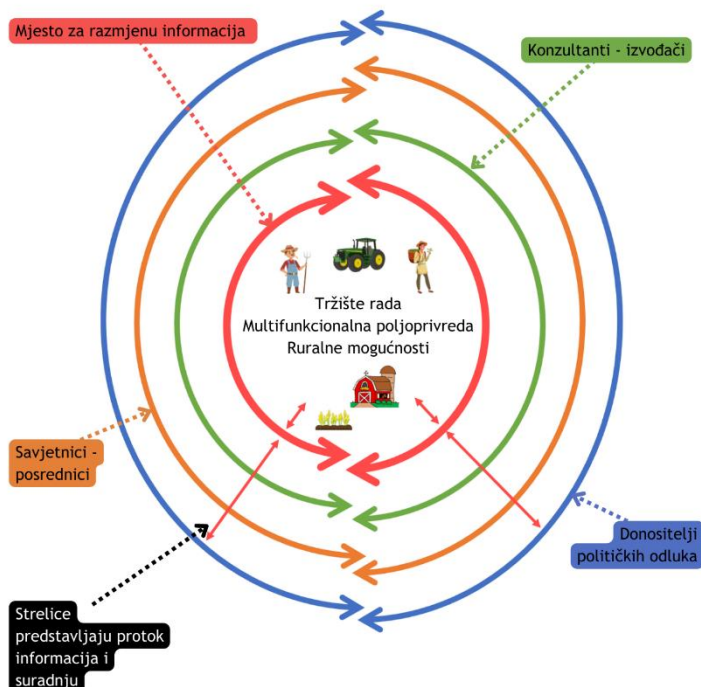 Mjesto za razmjenu informacija
Konzultanti - izvođači
Tržište rada
Multifunkcionalna poljoprivreda
Ruralne mogućnosti
Savjetnici -
posrednici
Donositelji
političkih odluka
Strelice
predstavljaju protok
informacija i
suradnju